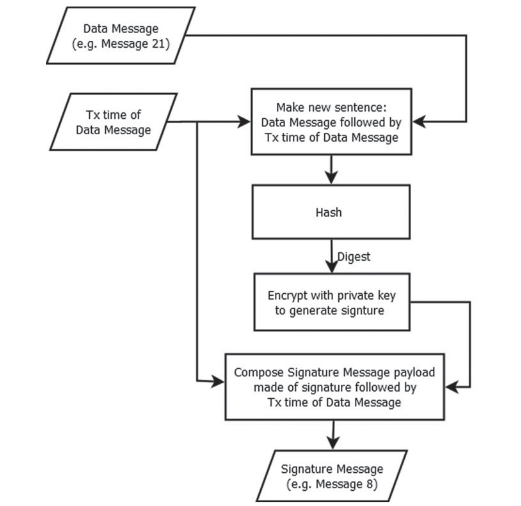 Data Message
(e.g. Message 21)
Tx time of
Data Message
Make new sentence:
Data Message followed by
Tx time of Data Message
Hash
Digest
Encrypt with private key
to generate signture
Compose Signature Message payload
made of signature followed by
Tx time of Data Message
Signature Message
(e.g. Message 8)